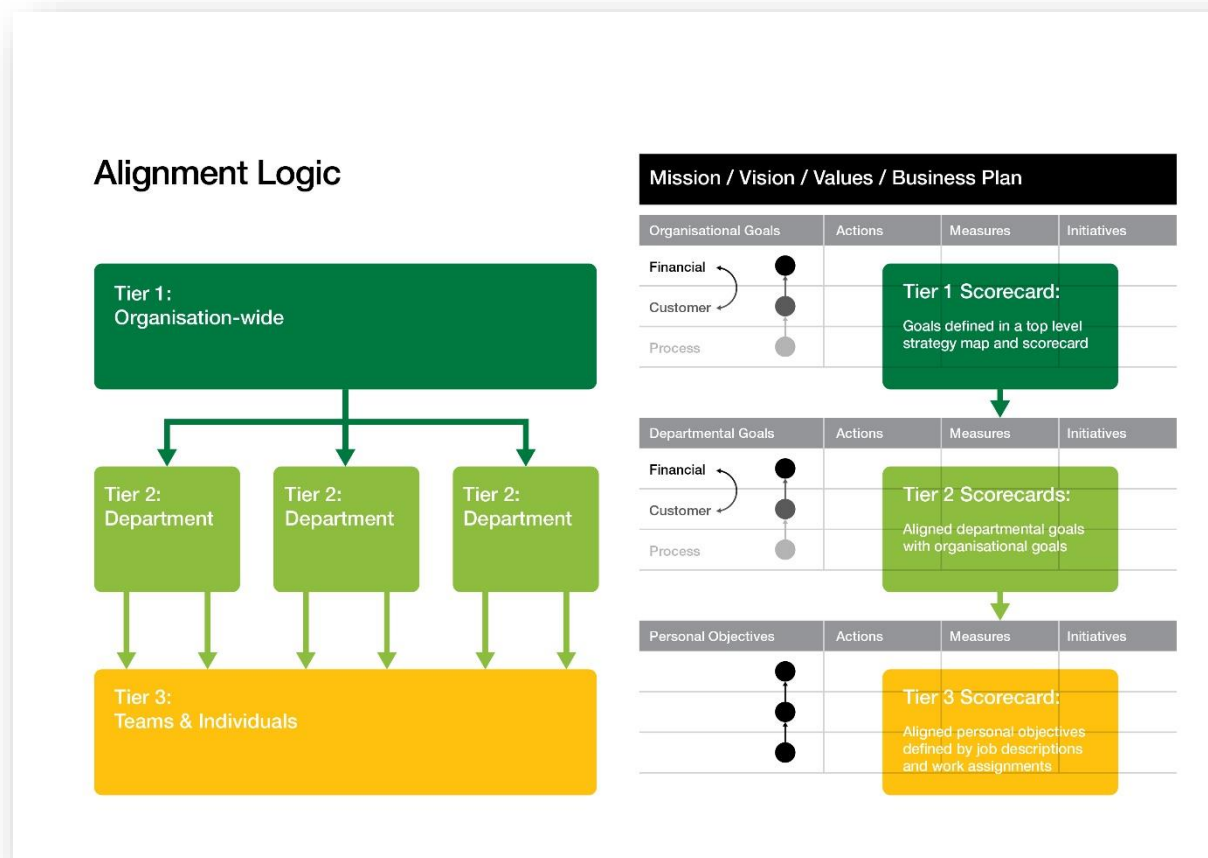 Alignment Logic
Tier 1:
Organisation-wide
Tier 2:
Department
Tier 2:
Department
Tier 2:
Department
Tier 3:
Teams & Individuals
Mission / Vision / Values / Business Plan
Organisational Goals Actions Measures Initiatives
Financial
Customer
Process
Tier 1 Scorecard:
Goals defined in a top level
strategy map and scorecard
Departmental Goals Actions Measures Initiatives
Financial
Customer
Process
Tier 2 Scorecards:
Aligned departmental goals
with organisational goals
Personal Objectives Actions Measures Initiatives
Tier 3 Scorecard:
Aligned personal objectives
defined by job descriptions
and work assignments